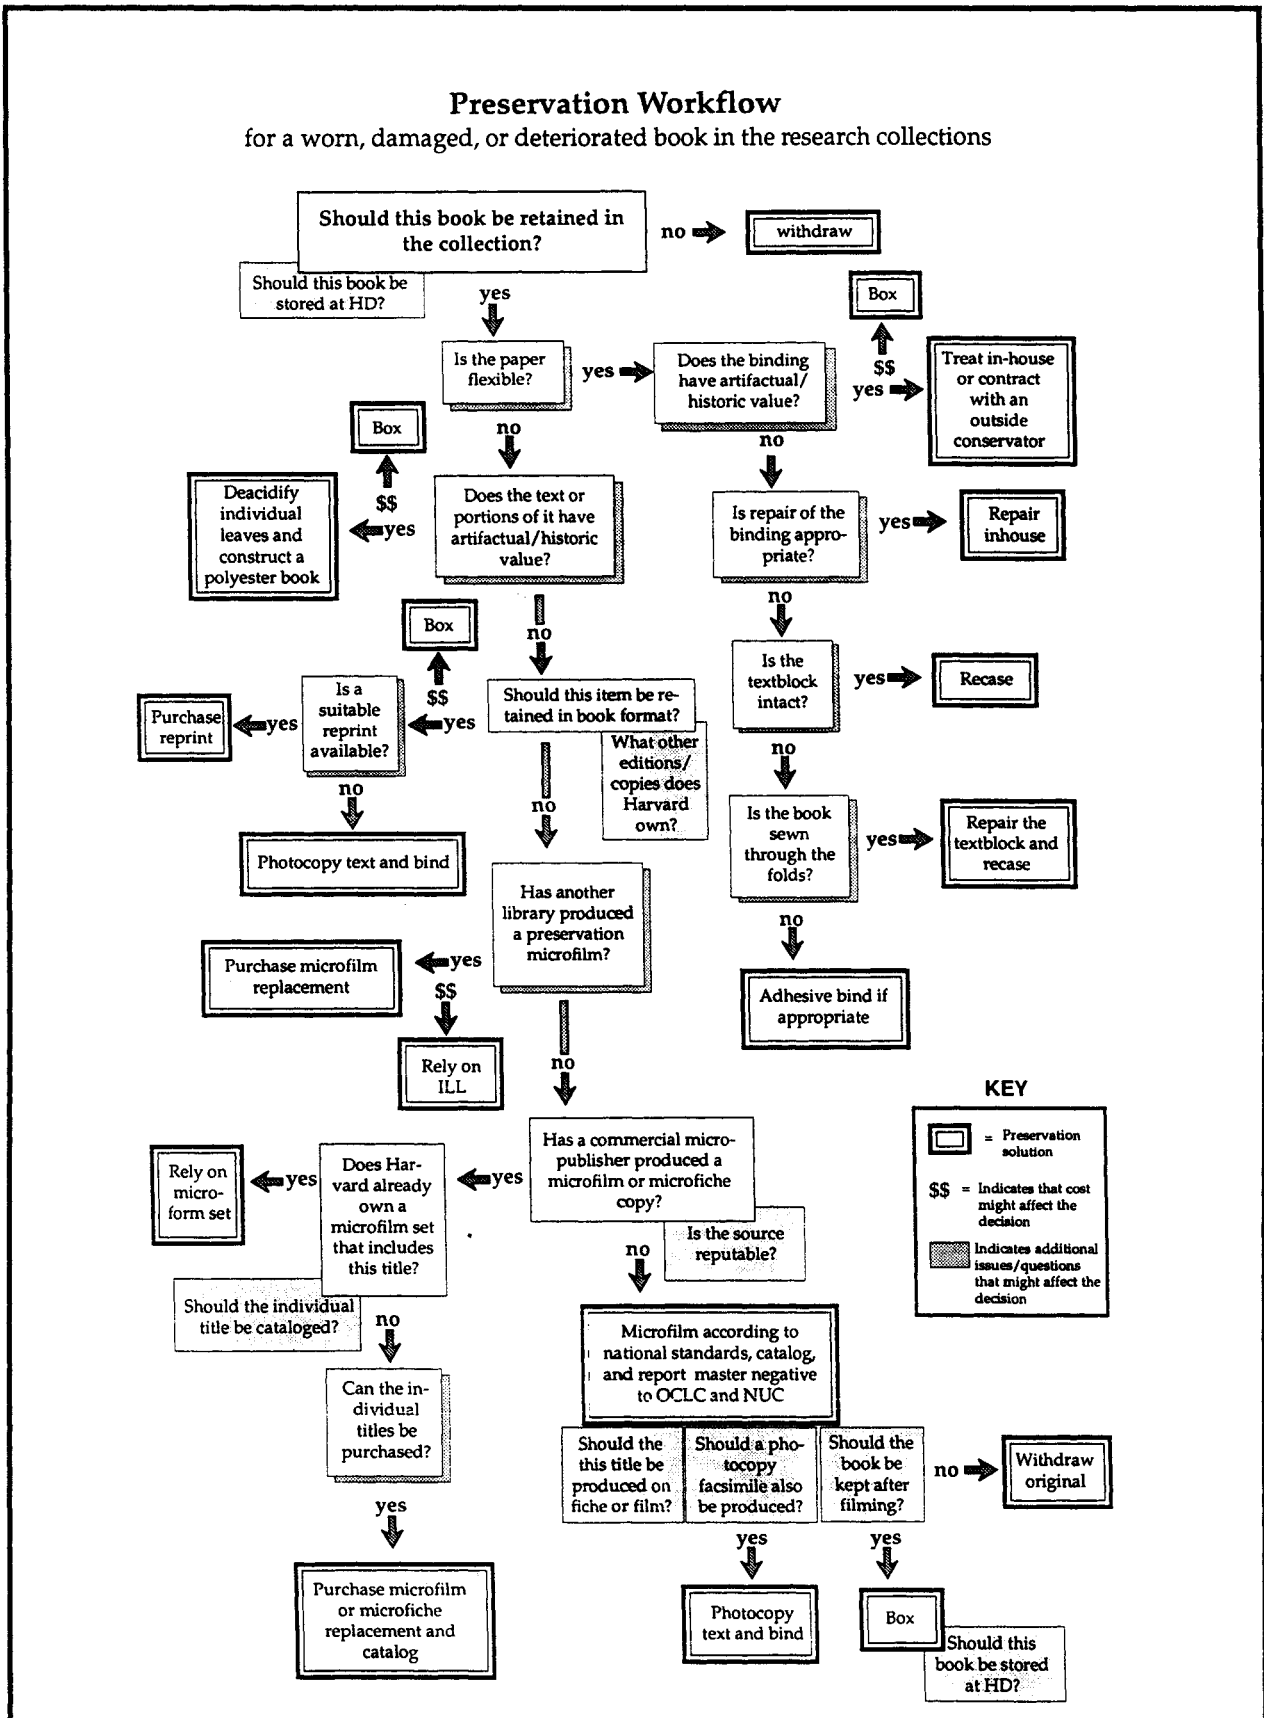 Preservation Workflow
for a worn, damaged, or deteriorated book in the research collections
Should this book be retained in
the collection?
no
withdraw
Should this book be
stored at HD?
yes
Box
Is the paper
flexible?
yes
Does the binding
have artifactual/
historic value?
$$
yes
Treat in-house
or contract
with an
outside
conservator
Box
no
no
$$
yes
Deacidify
individual
leaves and
construct a
polyester book
Does the text or
portions of it have
artifactual/historic
value?
Is repair of the
binding appro-
priate?
yes
Repair
inhouse
no
no
Box
$$
Is a
suitable
reprint
available?
yes
Should this item be re-
tained in book format?
Is the
textblock
intact?
yes
Recase
Purchase
reprint
yes
What other
editions/
copies does
Harvard
own?
no
no
no
Photocopy text and bind
Is the book
sewn
through the
folds?
yes
Repair the
textblock and
recase
Has another
library produced
a preservation
microfilm?
no
Purchase microfilm
replacement
yes
$$
Adhesive bind if
appropriate
Rely on
ILL
no
KEY
= Preservation
solution
$$ = Indicates that cost
might affect the
decision
Indicates additional
issues/questions
that might affect the
decision
Has a commercial micro-
publisher produced a
microfilm or microfiche
copy?
yes
Does Har-
vard already
own a
microfilm set
that includes
this title?
yes
Rely on
micro-
form set
Is the source
reputable?
no
Should the individual
title be cataloged?
no
Microfilm according to
national standards, catalog,
and report master negative
to OCLC and NUC
Can the in-
dividual
titles be
purchased?
Should the
this title be
produced on
fiche or film?
Should a pho-
tocopy
facsimile also
be produced?
Should the
book be
kept after
filming?
no
Withdraw
original
yes
yes
yes
Purchase microfilm
or microfiche
replacement and
catalog
Photocopy
text and bind
Box
Should this
book be stored
at HD?